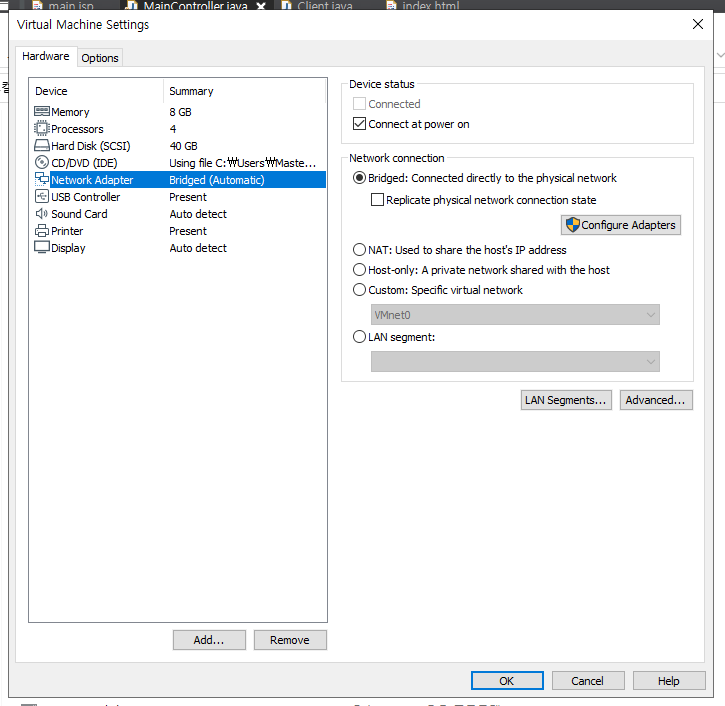 main.jsp MainController.java Client.java index.html
Virtual Machine Settings
Hardware Options
Device Summary
Memory 8 GB
Processors 4
Hard Disk (SCSI) 40 GB
CD/DVD (IDE) Using file C:₩Users₩Maste...
Network Adapter Bridged (Automatic)
USB Controller Present
Sound Card Auto detect
Printer Present
Display Auto detect
Add... Remove
Device status
Connected
Connect at power on
Network connection
Bridged: Connected directly to the physical network
Replicate physical network connection state
Configure Adapters
NAT: Used to share the host's IP address
Host-only: A private network shared with the host
Custom: Specific virtual network
VMnet0
LAN segment:
LAN Segments... Advanced...
OK Cancel Help